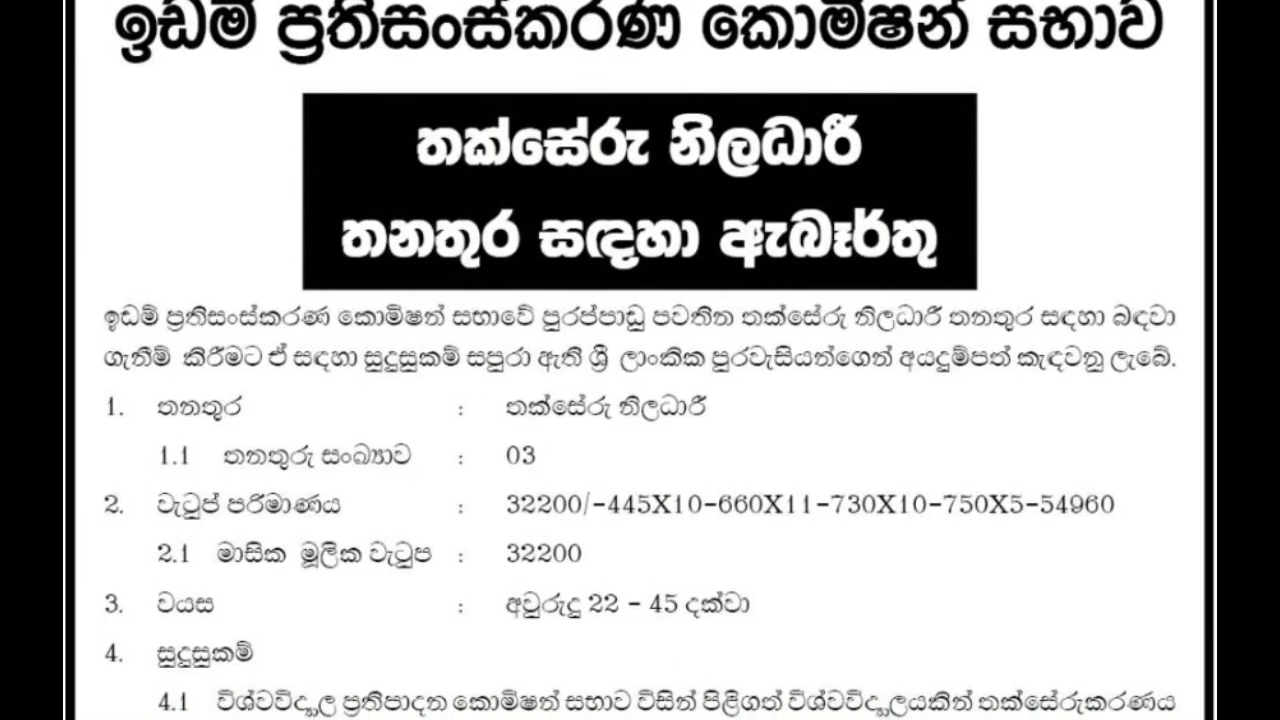 ඉඩම් ප්‍රතිසංස්කරණ කොමිෂන් සභාව
තක්සේරු නිලධාරී
තනතුර සඳහා ඇබෑර්තු
ඉඩම් ප්‍රතිසංස්කරණ කොමිෂන් සභාවේ පුරප්පාඩු පවතින තක්සේරු නිලධාරී තනතුර සඳහා බඳවා
ගැනීම් කිරීමට ඒ සඳහා සුදුසුකම් සපුරා ඇති ශ්‍රී ලාංකික පුරවැසියන්ගෙන් අයදුම්පත් කැඳවනු ලැබේ.
1. තනතුර : තක්සේරු නිලධාරී
1.1 තනතුරු සංඛ්‍යාව : 03
2. වැටුප් පරිමාණය : 32200/-445X10-660X11-730X10-750X5-54960
2.1 මාසික මූලික වැටුප : 32200
3. වයස : අවුරුදු 22 - 45 දක්වා
4. සුදුසුකම්
4.1 විශ්වවිද්‍යාල ප්‍රතිපාදන කොමිෂන් සභාව විසින් පිළිගත් විශ්වවිද්‍යාලයකින් තක්සේරුකරණය